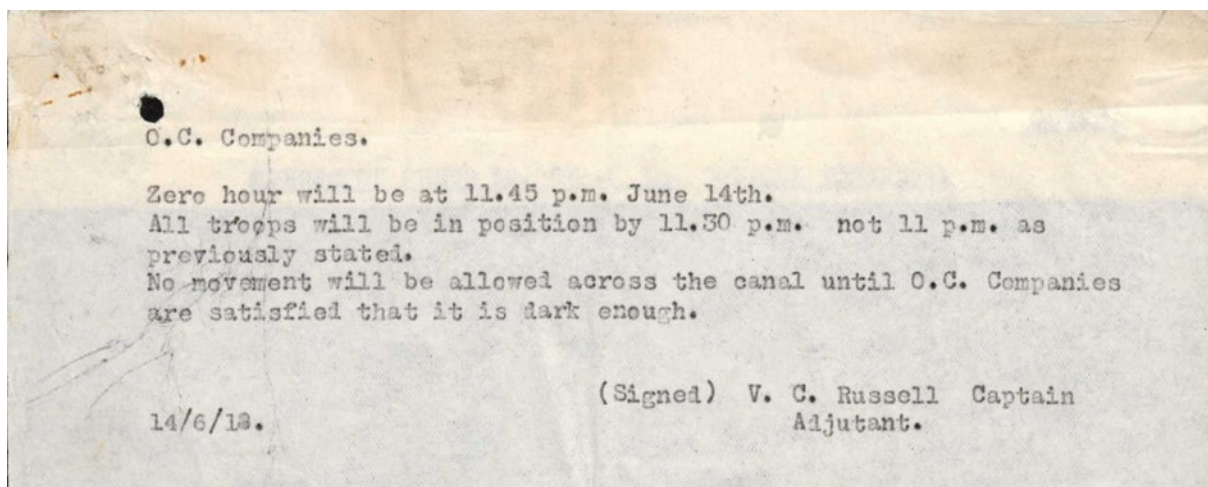 O.C. Companies.
Zero hour will be at 11.45 p.m. June 14th.
All troops will be in position by 11.30 p.m. not 11 p.m. as
previously stated.
No movement will be allowed across the canal until O.C. Companies
are satisfied that it is dark enough.
(Signed) V. C. Russell Captain
14/6/18. Adjutant.